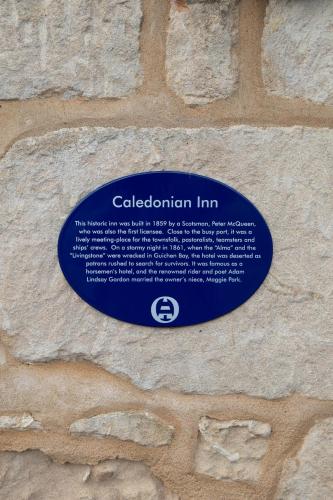 Caledonian Inn
This historic inn was built in 1859 by a Scotsman, Peter McQueen,
who was also the first licensee. Close to the busy port, it was a
lively meeting-place for the townsfolk, pastoralists, teamsters and
ships' crews. On a stormy night in 1861, when the "Alma" and the
"Livingstone" were wrecked in Guichen Bay, the hotel was deserted as
patrons rushed to search for survivors. It was famous as a
horsemen's hotel, and the renowned rider and poet Adam
Lindsay Gordon married the owner's niece, Maggie Park.